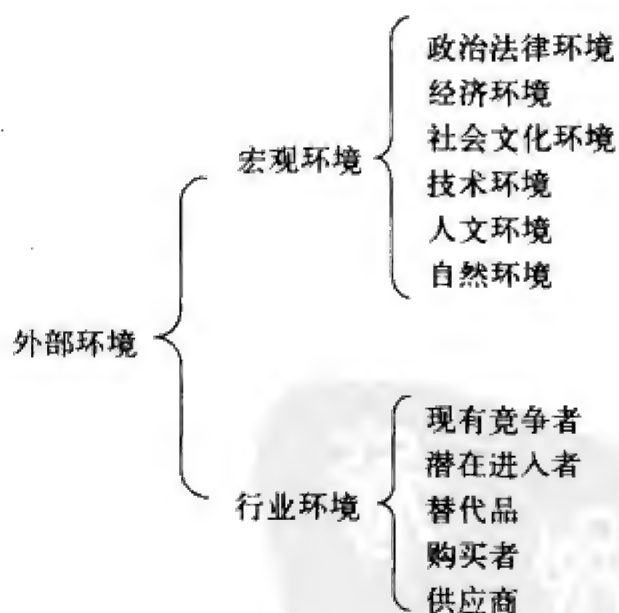 外部环境
宏观环境
政治法律环境
经济环境
社会文化环境
技术环境
人文环境
自然环境
行业环境
现有竞争者
潜在进入者
替代品
购买者
供应商